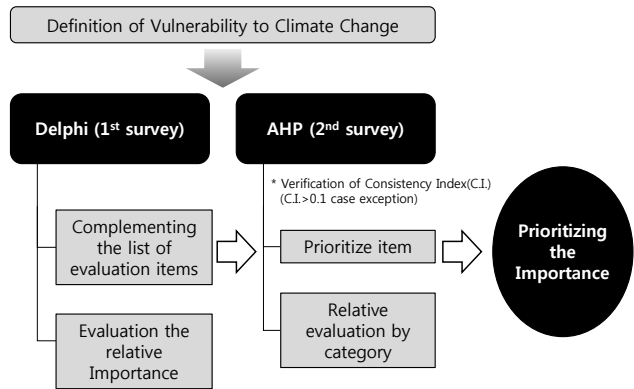 Definition of Vulnerability to Climate Change
Delphi (1st survey)
AHP (2nd survey)
* Verification of Consistency Index(C.I.)
(C.I.>0.1 case exception)
Complementing
the list of
evaluation items
Prioritize item
Prioritizing
the
Importance
Evaluation the
relative
Importance
Relative
evaluation by
category